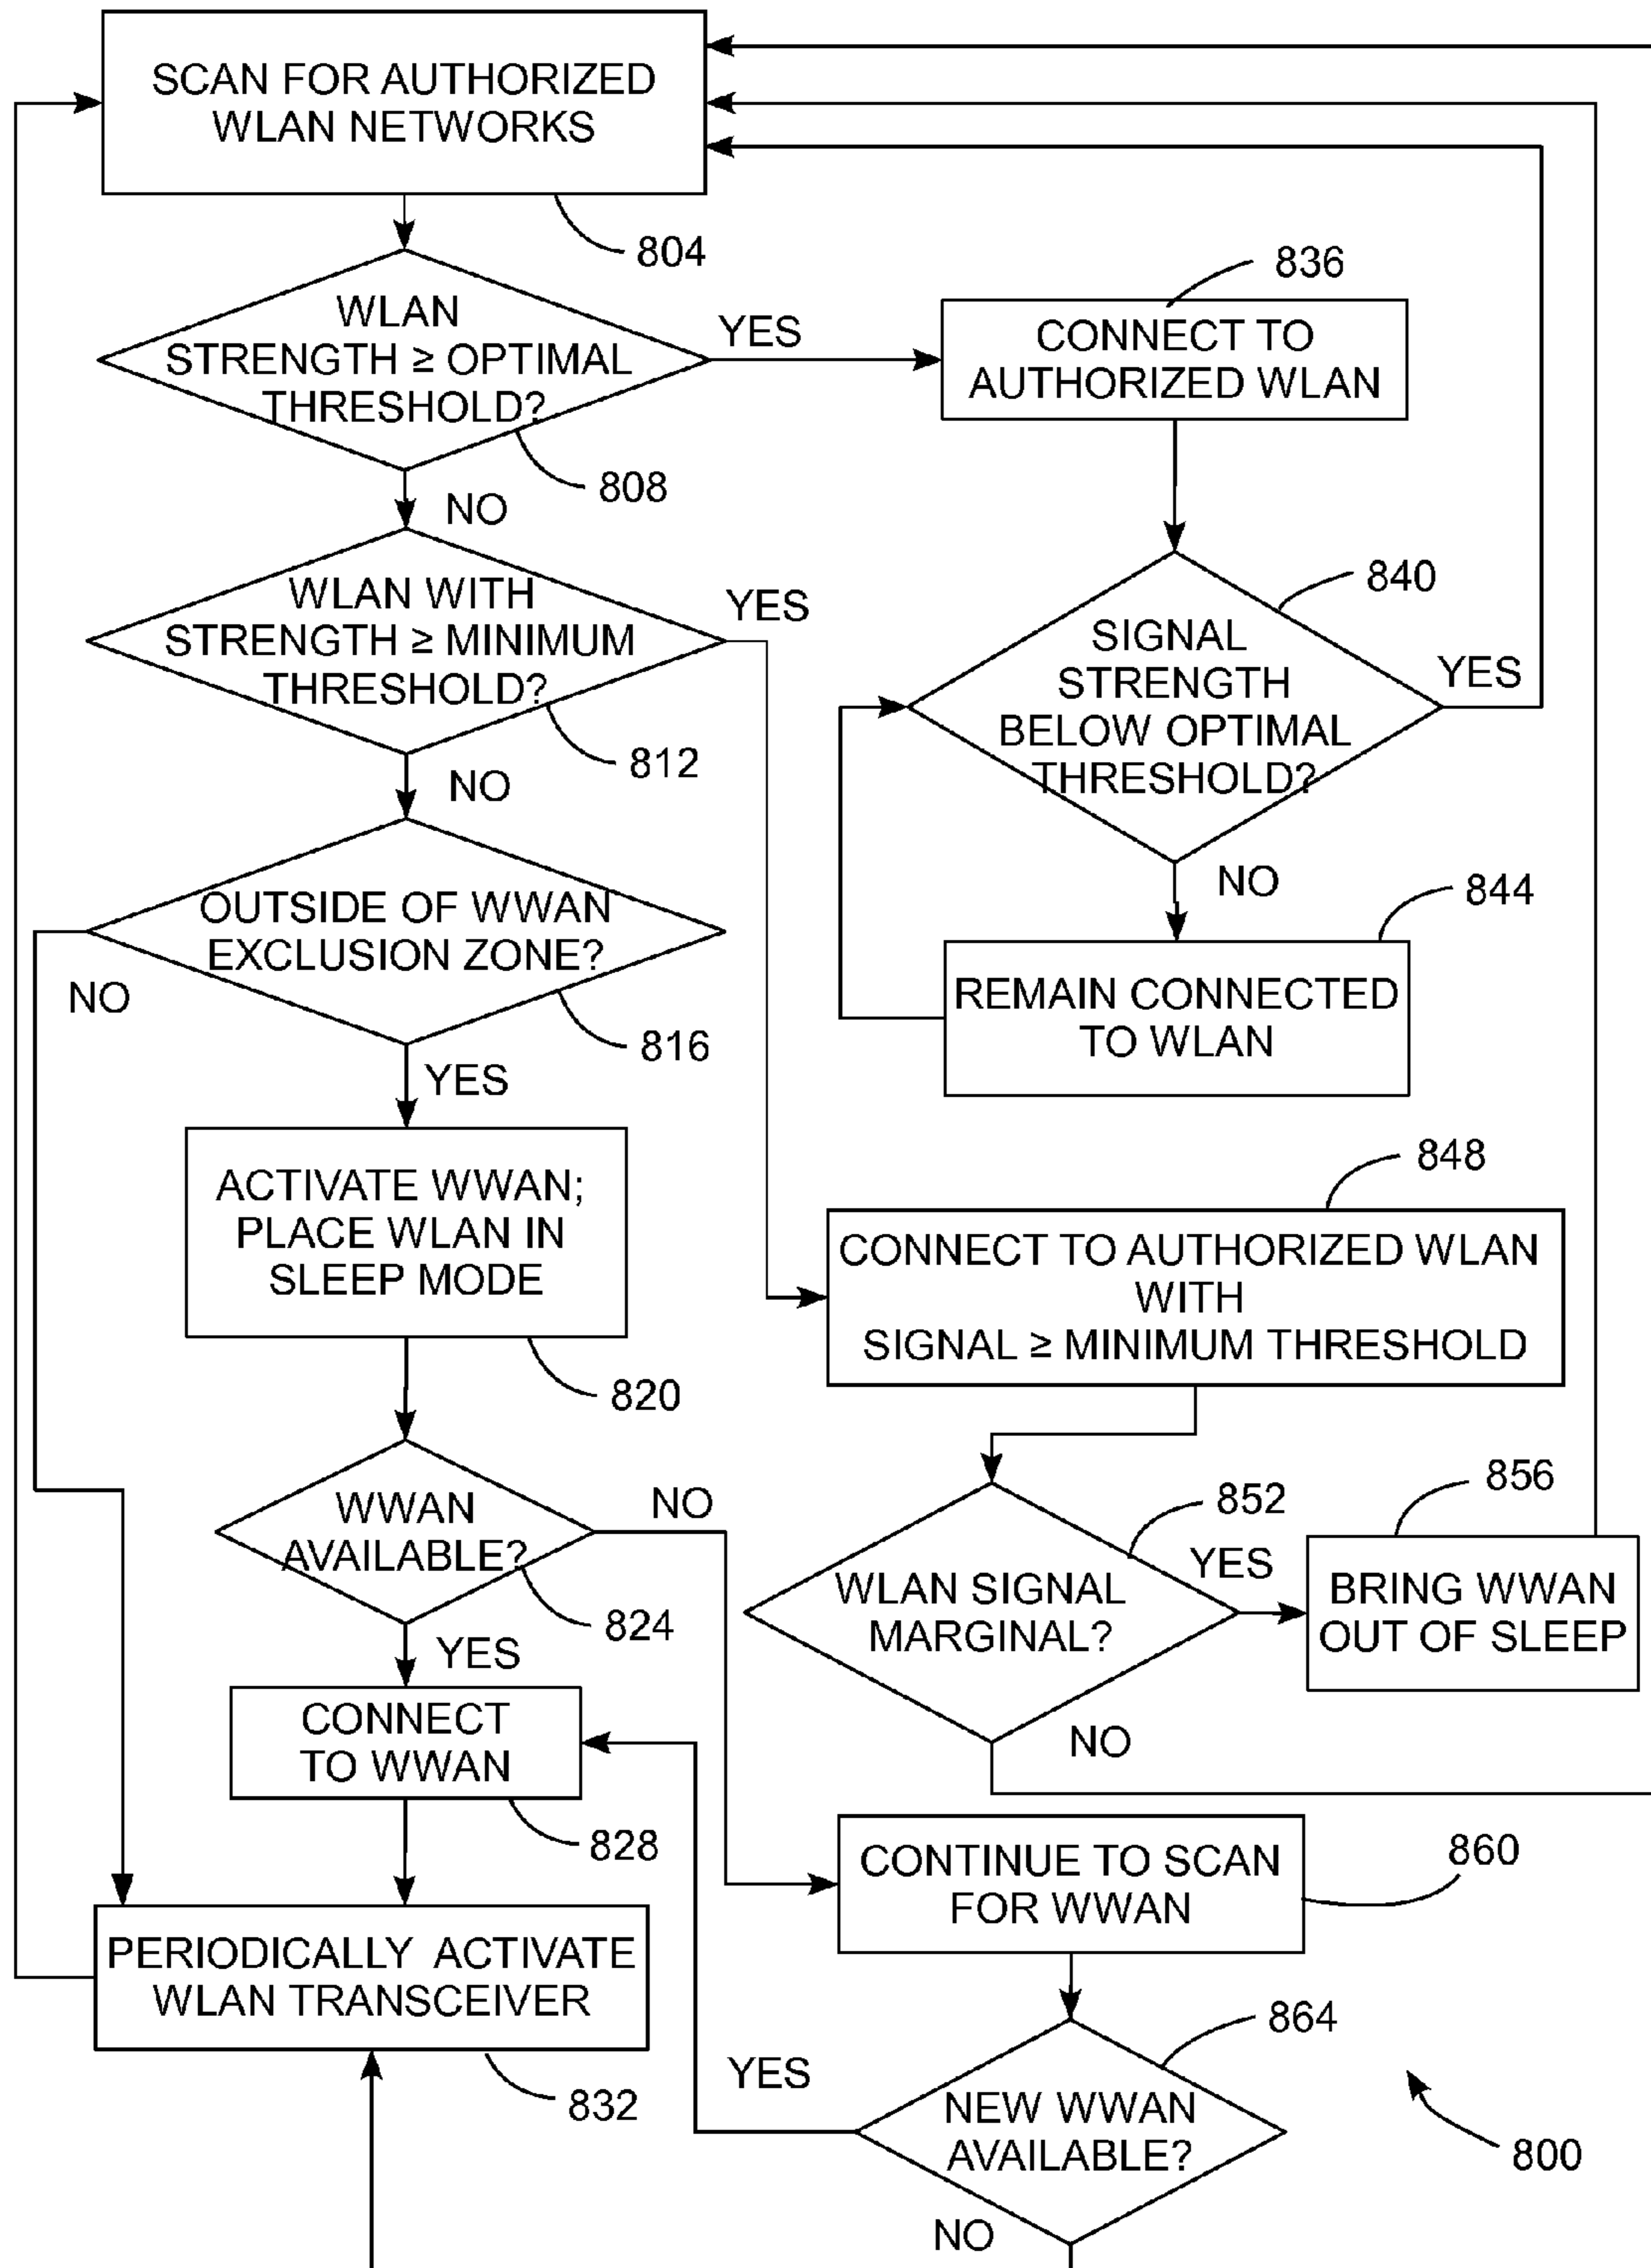 SCAN FOR AUTHORIZED
WLAN NETWORKS
804
WLAN
STRENGTH ≥ OPTIMAL
THRESHOLD?
808
YES
NO
836
CONNECT TO
AUTHORIZED WLAN
WLAN WITH
STRENGTH ≥ MINIMUM
THRESHOLD?
812
YES
NO
840
SIGNAL
STRENGTH
BELOW OPTIMAL
THRESHOLD?
YES
NO
844
REMAIN CONNECTED
TO WLAN
OUTSIDE OF WWAN
EXCLUSION ZONE?
816
NO
YES
ACTIVATE WWAN;
PLACE WLAN IN
SLEEP MODE
820
848
CONNECT TO AUTHORIZED WLAN
WITH
SIGNAL ≥ MINIMUM THRESHOLD
WWAN
AVAILABLE?
824
NO
YES
852
WLAN SIGNAL
MARGINAL?
YES
NO
856
BRING WWAN
OUT OF SLEEP
CONNECT
TO WWAN
828
860
CONTINUE TO SCAN
FOR WWAN
PERIODICALLY ACTIVATE
WLAN TRANSCEIVER
832
864
NEW WWAN
AVAILABLE?
YES
NO
800